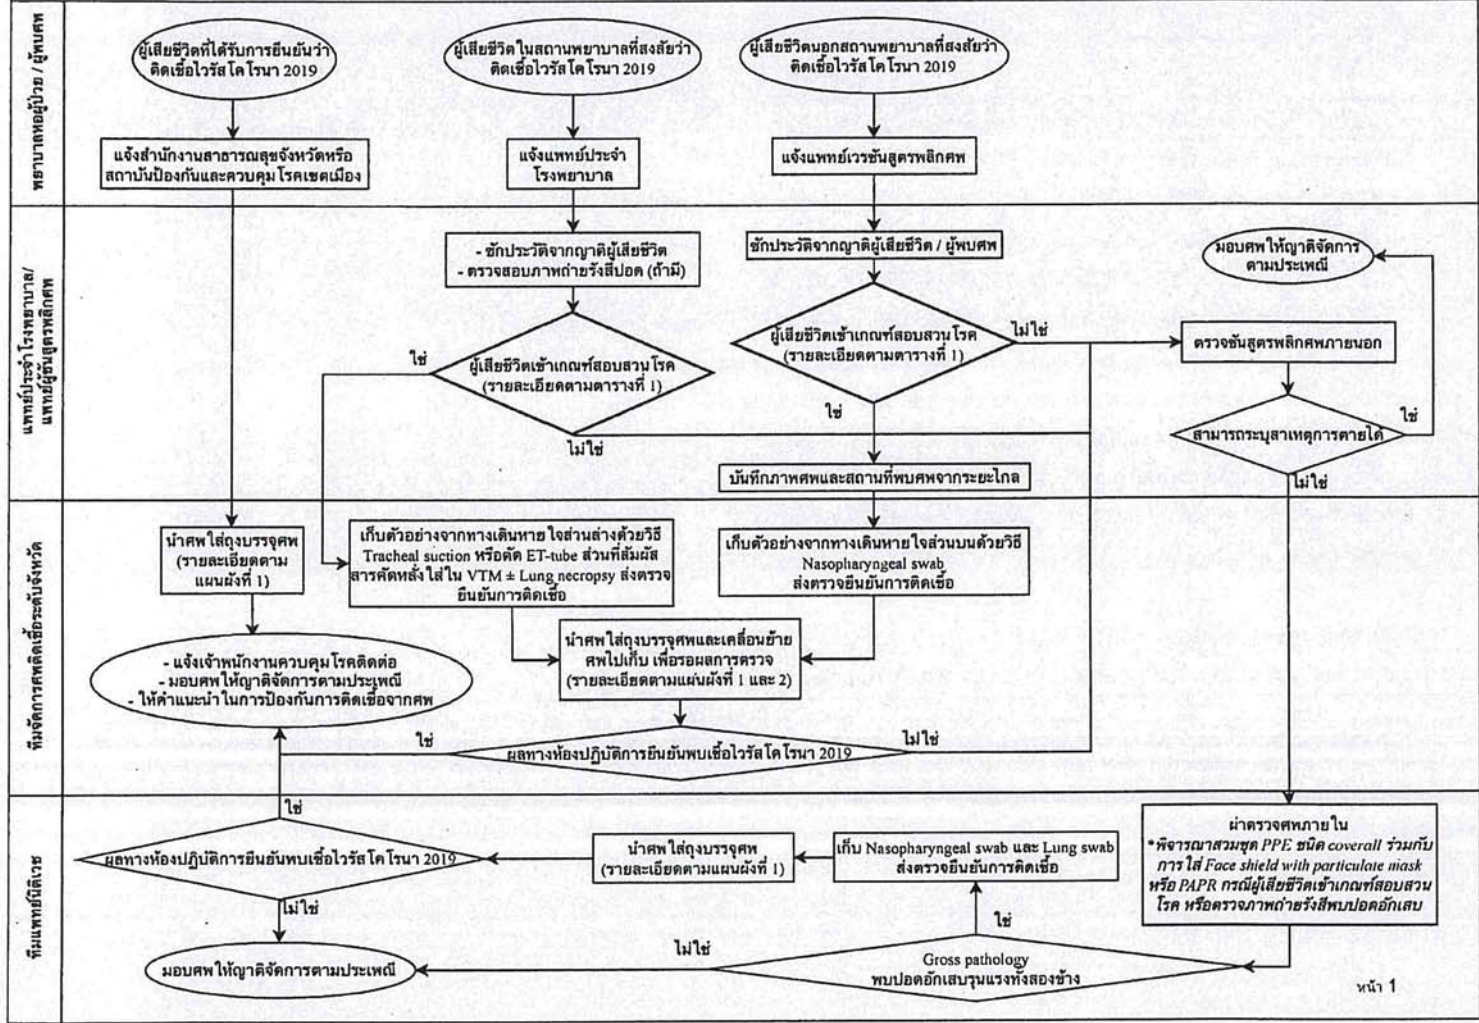 พยาบาลหอผู้ป่วย / ผู้พบศพ
ผู้เสียชีวิตที่ได้รับการยืนยันว่า
ติดเชื้อไวรัสโคโรนา 2019
ผู้เสียชีวิตในสถานพยาบาลที่สงสัยว่า
ติดเชื้อไวรัสโคโรนา 2019
ผู้เสียชีวิตนอกสถานพยาบาลที่สงสัยว่า
ติดเชื้อไวรัสโคโรนา 2019
แจ้งสำนักงานสาธารณสุขจังหวัดหรือ
สถาบันป้องกันและควบคุมโรคเขตเมือง
แจ้งแพทย์ประจำ
โรงพยาบาล
แจ้งแพทย์เวรชันสูตรพลิกศพ
แพทย์ประจำโรงพยาบาล/
แพทย์ผู้ชันสูตรพลิกศพ
- ซักประวัติจากญาติผู้เสียชีวิต
- ตรวจสอบภาพถ่ายรังสีปอด (ถ้ามี)
ซักประวัติจากญาติผู้เสียชีวิต / ผู้พบศพ
มอบศพให้ญาติจัดการ
ตามประเพณี
ผู้เสียชีวิตเข้าเกณฑ์สอบสวนโรค
(รายละเอียดตามตารางที่ 1)
ใช่
ไม่ใช่
ผู้เสียชีวิตเข้าเกณฑ์สอบสวนโรค
(รายละเอียดตามตารางที่ 1)
ไม่ใช่
ใช่
ตรวจชันสูตรพลิกศพภายนอก
สามารถระบุสาเหตุการตายได้
ใช่
ไม่ใช่
บันทึกภาพศพและสถานที่พบศพจากระยะไกล
ทีมจัดการศพติดเชื้อระดับจังหวัด
นำศพใส่ถุงบรรจุศพ
(รายละเอียดตาม
แผนผังที่ 1)
เก็บตัวอย่างจากทางเดินหายใจส่วนล่างด้วยวิธี
Tracheal suction หรือตัด ET-tube ส่วนที่สัมผัส
สารคัดหลั่งใส่ใน VTM ± Lung necropsy ส่งตรวจ
ยืนยันการติดเชื้อ
เก็บตัวอย่างจากทางเดินหายใจส่วนบนด้วยวิธี
Nasopharyngeal swab
ส่งตรวจยืนยันการติดเชื้อ
- แจ้งเจ้าพนักงานควบคุมโรคติดต่อ
- มอบศพให้ญาติจัดการตามประเพณี
- ให้คำแนะนำในการป้องกันการติดเชื้อจากศพ
นำศพใส่ถุงบรรจุศพและเคลื่อนย้าย
ศพไปเก็บ เพื่อรอผลการตรวจ
(รายละเอียดตามแผ่นผังที่ 1 และ 2)
ใช่
ผลทางห้องปฏิบัติการยืนยันพบเชื้อไวรัสโคโรนา 2019
ไม่ใช่
ทีมแพทย์นิติเวช
ใช่
ผลทางห้องปฏิบัติการยืนยันพบเชื้อไวรัสโคโรนา 2019
ไม่ใช่
นำศพใส่ถุงบรรจุศพ
(รายละเอียดตามแผนผังที่ 1)
เก็บ Nasopharyngeal swab และ Lung swab
ส่งตรวจยืนยันการติดเชื้อ
ผ่าตรวจศพภายใน
*พิจารณาสวมชุด PPE ชนิด coverall ร่วมกับ
การใส่ Face shield with particulate mask
หรือ PAPR กรณีผู้เสียชีวิตเข้าเกณฑ์สอบสวน
โรค หรือตรวจภาพถ่ายรังสีพบปอดอักเสบ
ใช่
ไม่ใช่
มอบศพให้ญาติจัดการตามประเพณี
Gross pathology
พบปอดอักเสบรุนแรงทั้งสองข้าง
หน้า 1